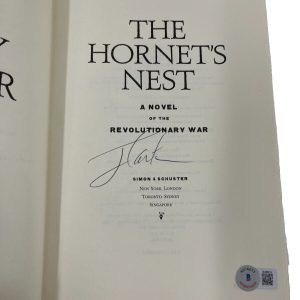 THE
HORNET'S
NEST
A NOVEL
OF THE
REVOLUTIONARY WAR
SIMON & SCHUSTER
NEW YORK LONDON
TORONTO SYDNEY
SINGAPORE